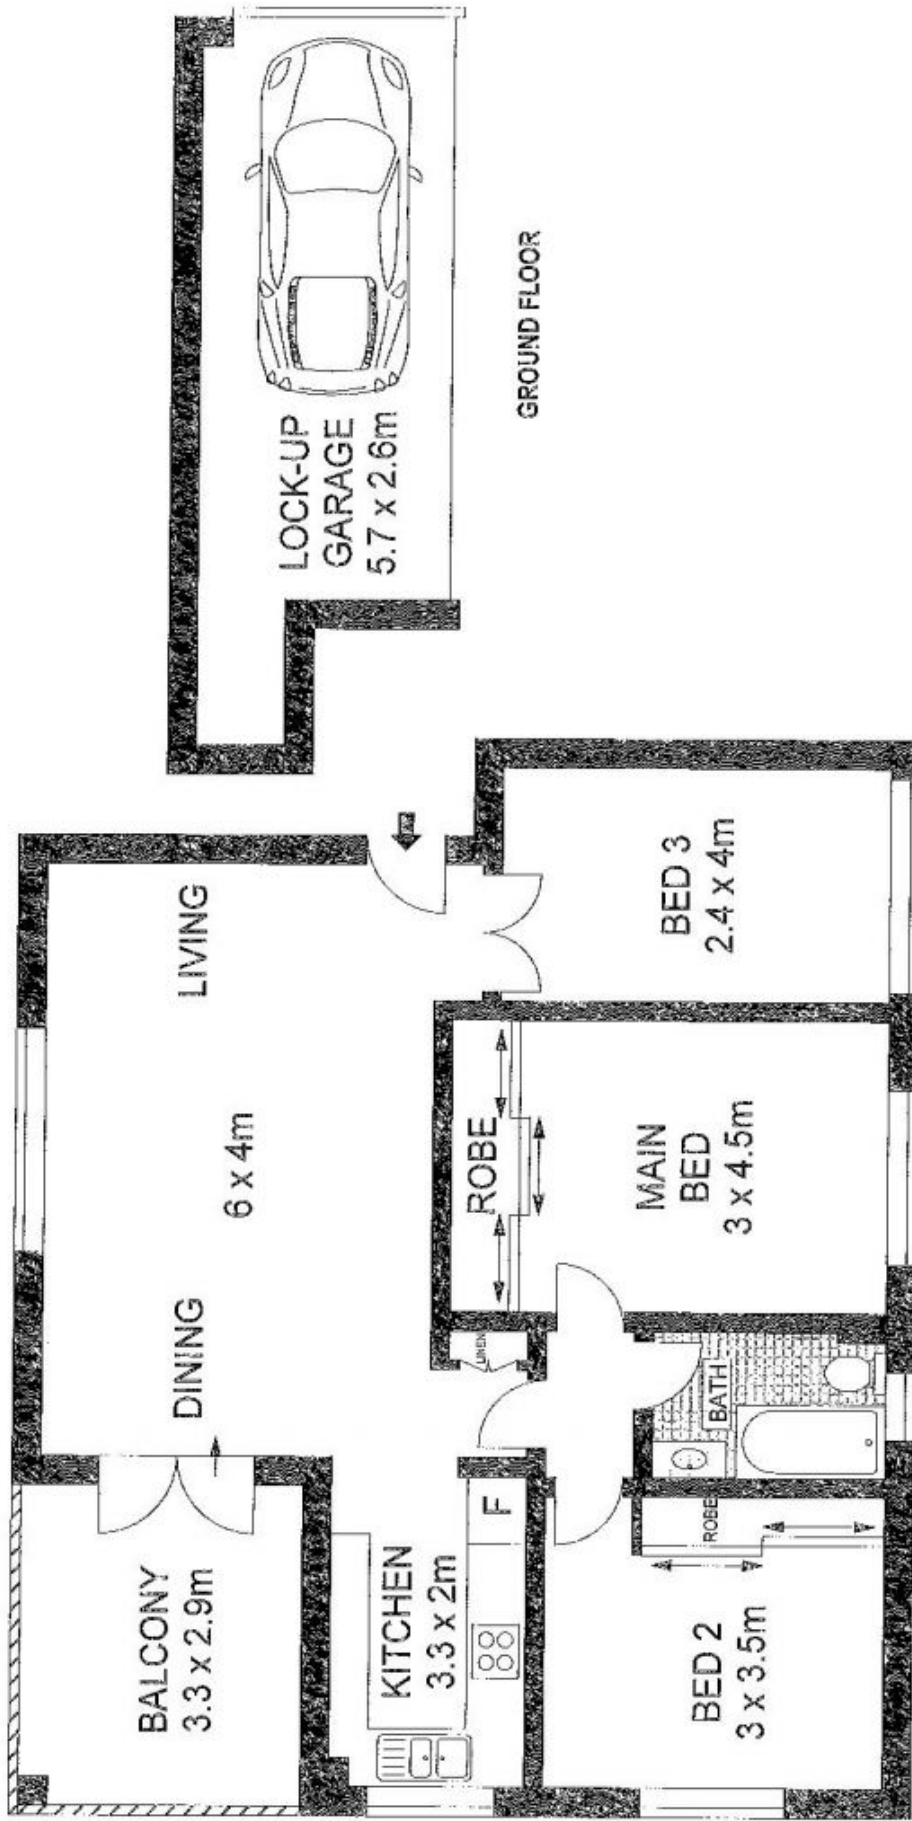 BALCONY
3.3 x 2.9m
DINING
6 x 4m
LIVING
KITCHEN
3.3 x 2m
F
LINEN
ROBE
BED 2
3 x 3.5m
ROBE
BATH
MAIN
BED
3 x 4.5m
BED 3
2.4 x 4m
LOCK-UP
GARAGE
5.7 x 2.6m
GROUND FLOOR